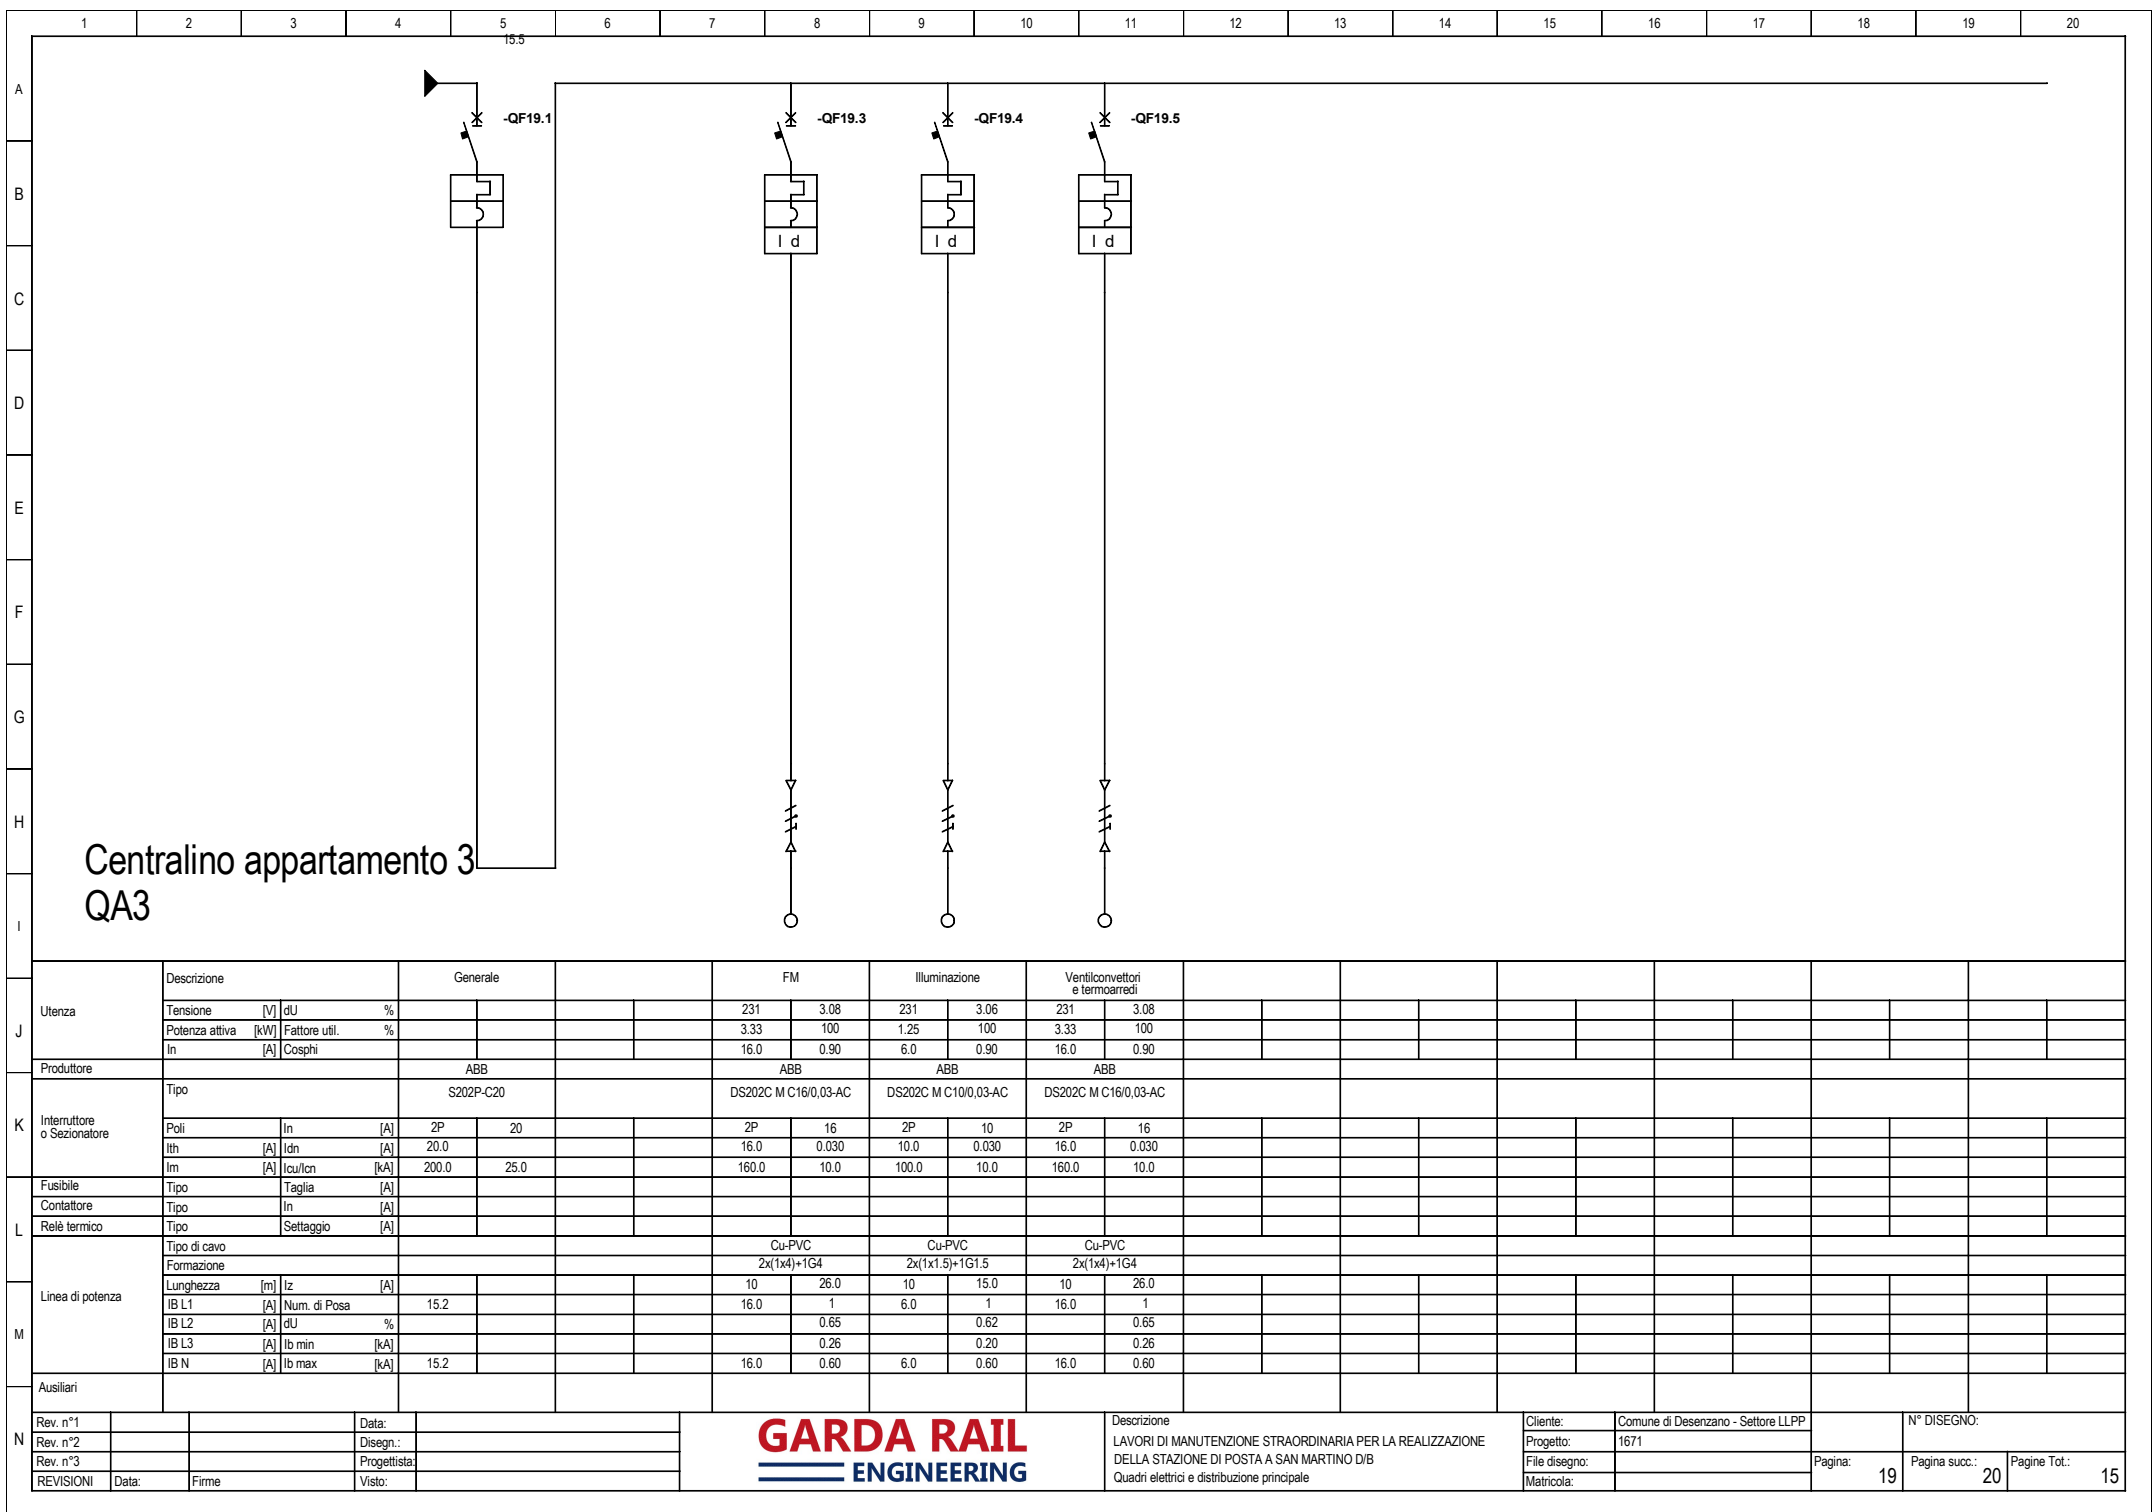 1 2 3 4 5 6 7 8 9 10 11 12 13 14 15 16 17 18 19 20
15.5
A
-QF19.1 -QF19.3 -QF19.4 -QF19.5
B
I d I d I d
C
D
E
F
G
H
Centralino appartamento 3
QA3
I
Utenza Descrizione Generale FM Illuminazione Ventilconvettori
e termoarredi
Tensione [V] dU % 231 3.08 231 3.06 231 3.08
J
Potenza attiva [kW] Fattore util. % 3.33 100 1.25 100 3.33 100
In [A] Cosphi 16.0 0.90 6.0 0.90 16.0 0.90
Produttore ABB ABB ABB ABB
Interruttore
o Sezionatore
Tipo S202P-C20 DS202C M C16/0,03-AC DS202C M C10/0,03-AC DS202C M C16/0,03-AC
K
Poli In [A] 2P 20 2P 16 2P 10 2P 16
Ith [A] Idn [A] 20.0 16.0 0.030 10.0 0.030 16.0 0.030
Im [A] Icu/Icn [kA] 200.0 25.0 160.0 10.0 100.0 10.0 160.0 10.0
Fusibile Tipo Taglia [A]
Contattore Tipo In [A]
L
Relè termico Tipo Settaggio [A]
Linea di potenza
Tipo di cavo Cu-PVC Cu-PVC Cu-PVC
Formazione 2x(1x4)+1G4 2x(1x1.5)+1G1.5 2x(1x4)+1G4
Lunghezza [m] Iz [A] 10 26.0 10 15.0 10 26.0
IB L1 [A] Num. di Posa 15.2 16.0 1 6.0 1 16.0 1
IB L2 [A] dU % 0.65 0.62 0.65
M
IB L3 [A] Ib min [kA] 0.26 0.20 0.26
IB N [A] Ib max [kA] 15.2 16.0 0.60 6.0 0.60 16.0 0.60
Ausiliari
N
Rev. n°1 Data:
Rev. n°2 Disegn.:
Rev. n°3 Progettista:
REVISIONI Data: Firme Visto:
GARDA RAIL
ENGINEERING
Descrizione
LAVORI DI MANUTENZIONE STRAORDINARIA PER LA REALIZZAZIONE
DELLA STAZIONE DI POSTA A SAN MARTINO D/B
Quadri elettrici e distribuzione principale
Cliente: Comune di Desenzano - Settore LLPP
Progetto: 1671
File disegno:
Matricola:
N° DISEGNO:
Pagina: 19 Pagina succ.: 20 Pagine Tot.: 15